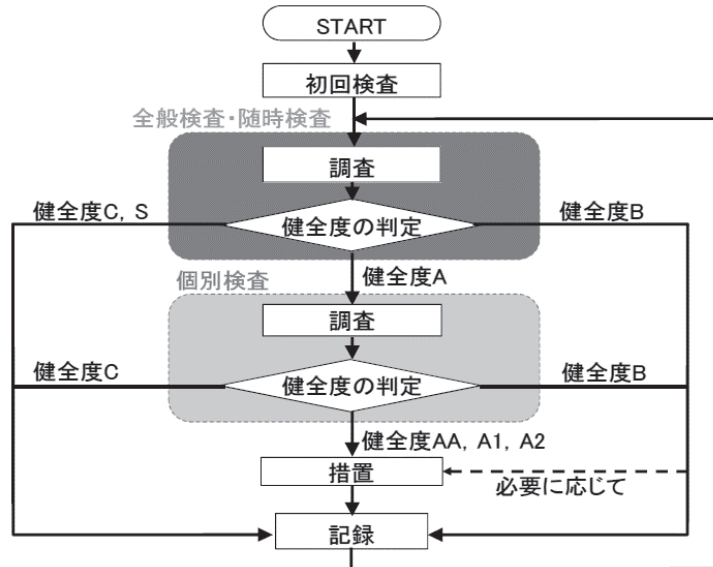 START
初回検査
全般検査・随時検査
調査
健全度C, S
健全度の判定
健全度B
健全度A
個別検査
調査
健全度C
健全度の判定
健全度B
健全度AA, A1, A2
措置
必要に応じて
記録